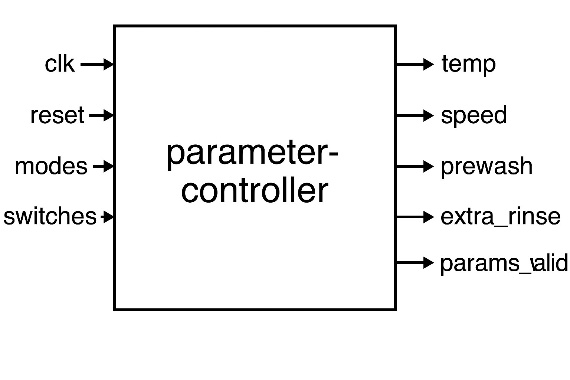 clk
reset
modes
switches
parameter-
controller
temp
speed
prewash
extra_rinse
params_valid